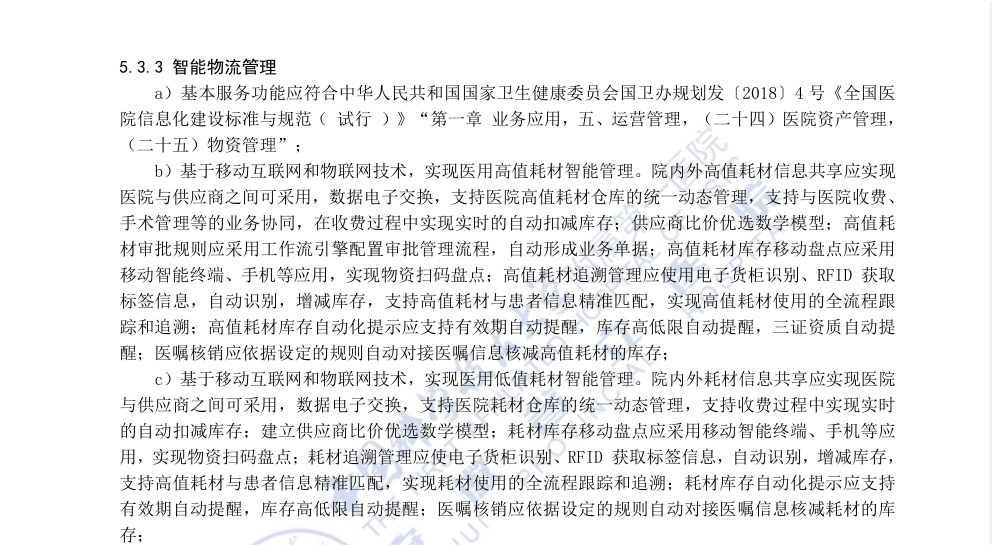 5.3.3 智能物流管理
a）基本服务功能应符合中华人民共和国国家卫生健康委员会国卫办规划发〔2018〕4 号《全国医
院信息化建设标准与规范（ 试行 ）》“第一章 业务应用，五、运营管理，（二十四）医院资产管理，
（二十五）物资管理”；
b）基于移动互联网和物联网技术，实现医用高值耗材智能管理。院内外高值耗材信息共享应实现
医院与供应商之间可采用，数据电子交换，支持医院高值耗材仓库的统一动态管理，支持与医院收费、
手术管理等的业务协同，在收费过程中实现实时的自动扣减库存；供应商比价优选数学模型；高值耗
材审批规则应采用工作流引擎配置审批管理流程，自动形成业务单据；高值耗材库存移动盘点应采用
移动智能终端、手机等应用，实现物资扫码盘点；高值耗材追溯管理应使用电子货柜识别、RFID 获取
标签信息，自动识别，增减库存，支持高值耗材与患者信息精准匹配，实现高值耗材使用的全流程跟
踪和追溯；高值耗材库存自动化提示应支持有效期自动提醒，库存高低限自动提醒，三证资质自动提
醒；医嘱核销应依据设定的规则自动对接医嘱信息核减高值耗材的库存；
c）基于移动互联网和物联网技术，实现医用低值耗材智能管理。院内外耗材信息共享应实现医院
与供应商之间可采用，数据电子交换，支持医院耗材仓库的统一动态管理，支持收费过程中实现实时
的自动扣减库存；建立供应商比价优选数学模型；耗材库存移动盘点应采用移动智能终端、手机等应
用，实现物资扫码盘点；耗材追溯管理应使电子货柜识别、RFID 获取标签信息，自动识别，增减库存，
支持高值耗材与患者信息精准匹配，实现耗材使用的全流程跟踪和追溯；耗材库存自动化提示应支持
有效期自动提醒，库存高低限自动提醒；医嘱核销应依据设定的规则自动对接医嘱信息核减耗材的库
存；